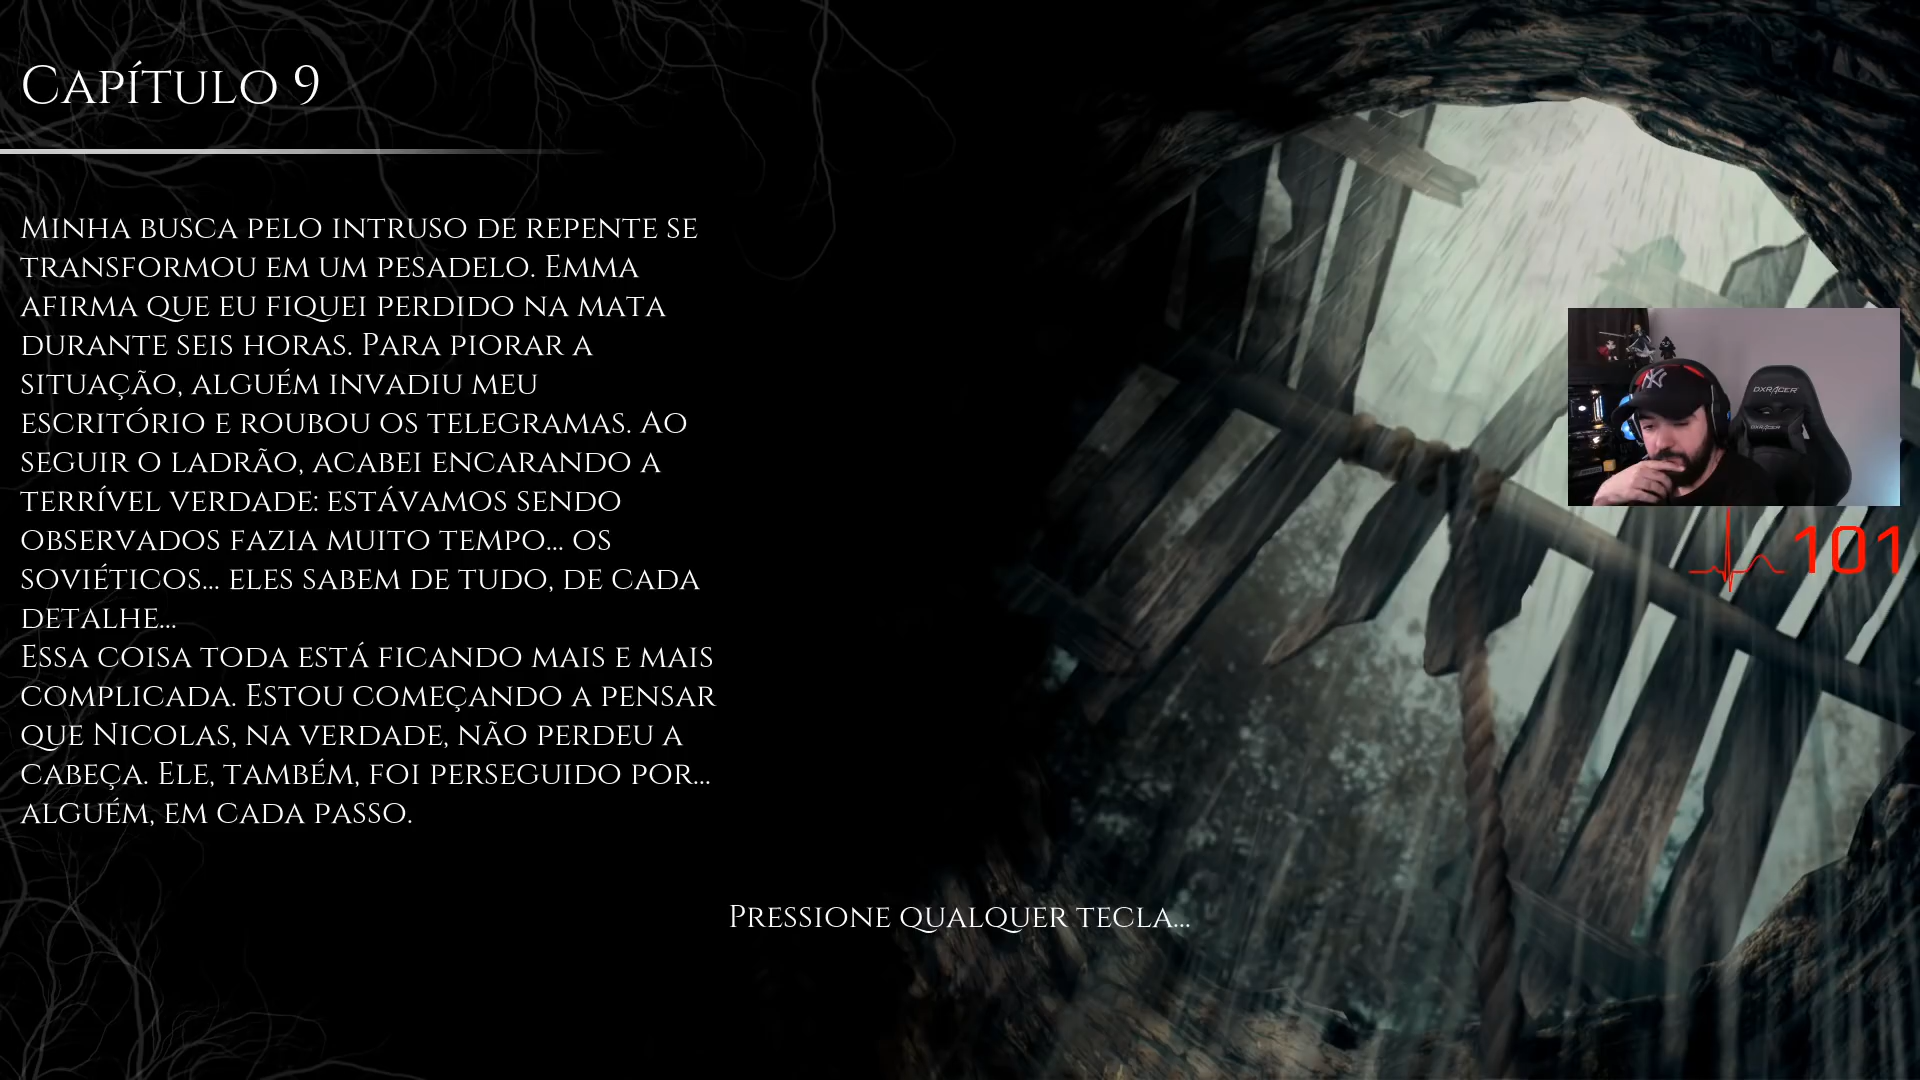 Capítulo 9
Minha busca pelo intruso de repente se
transformou em um pesadelo. Emma
afirma que eu fiquei perdido na mata
durante seis horas. Para piorar a
situação, alguém invadiu meu
escritório e roubou os telegramas. Ao
seguir o ladrão, acabei encarando a
terrível verdade: estávamos sendo
observados fazia muito tempo... os
soviéticos... eles sabem de tudo, de cada
detalhe...
Essa coisa toda está ficando mais e mais
complicada. Estou começando a pensar
que Nicolas, na verdade, não perdeu a
cabeça. Ele, também, foi perseguido por...
alguém, em cada passo.
Pressione qualquer tecla...
DXRACER
DXRACER
NY
101